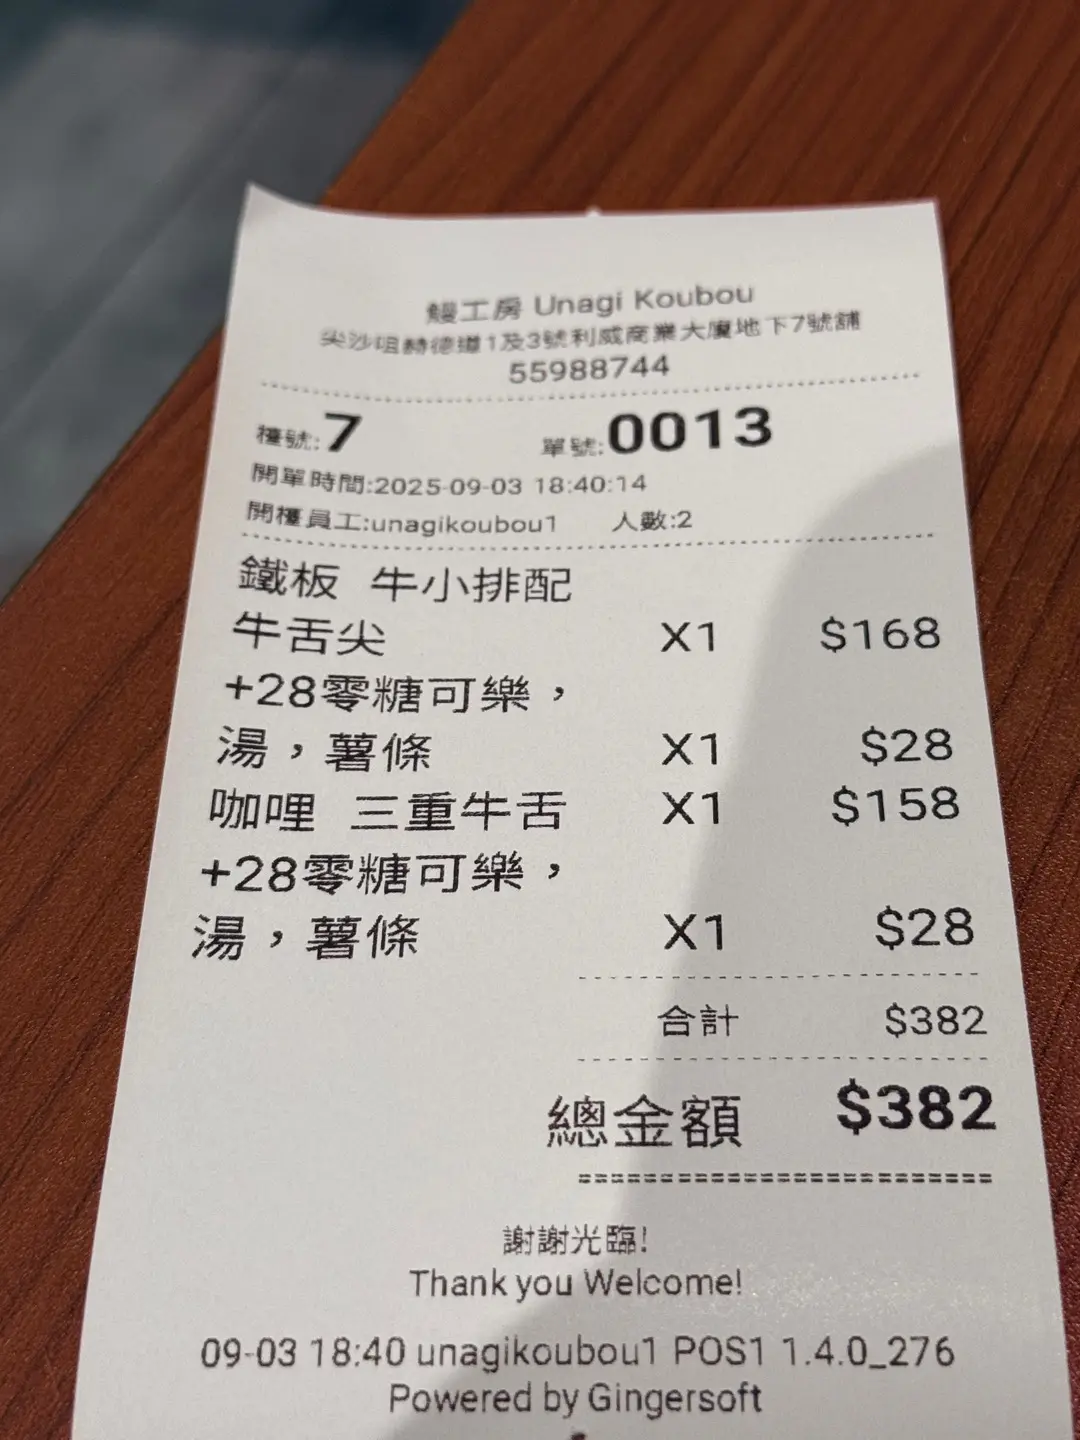 鰻工房 Unagi Koubou
尖沙咀赫德道1及3號利威商業大廈地下7號舖
55988744
檯號:7 單號:0013
開單時間:2025-09-03 18:40:14
開檯員工:unagikoubou1 人數:2
鐵板 牛小排配
牛舌尖 X1 $168
+28零糖可樂，
湯，薯條 X1 $28
咖哩 三重牛舌 X1 $158
+28零糖可樂，
湯，薯條 X1 $28
合計 $382
總金額 $382
==========================
謝謝光臨!
Thank you Welcome!
09-03 18:40 unagikoubou1 POS1 1.4.0_276
Powered by Gingersoft